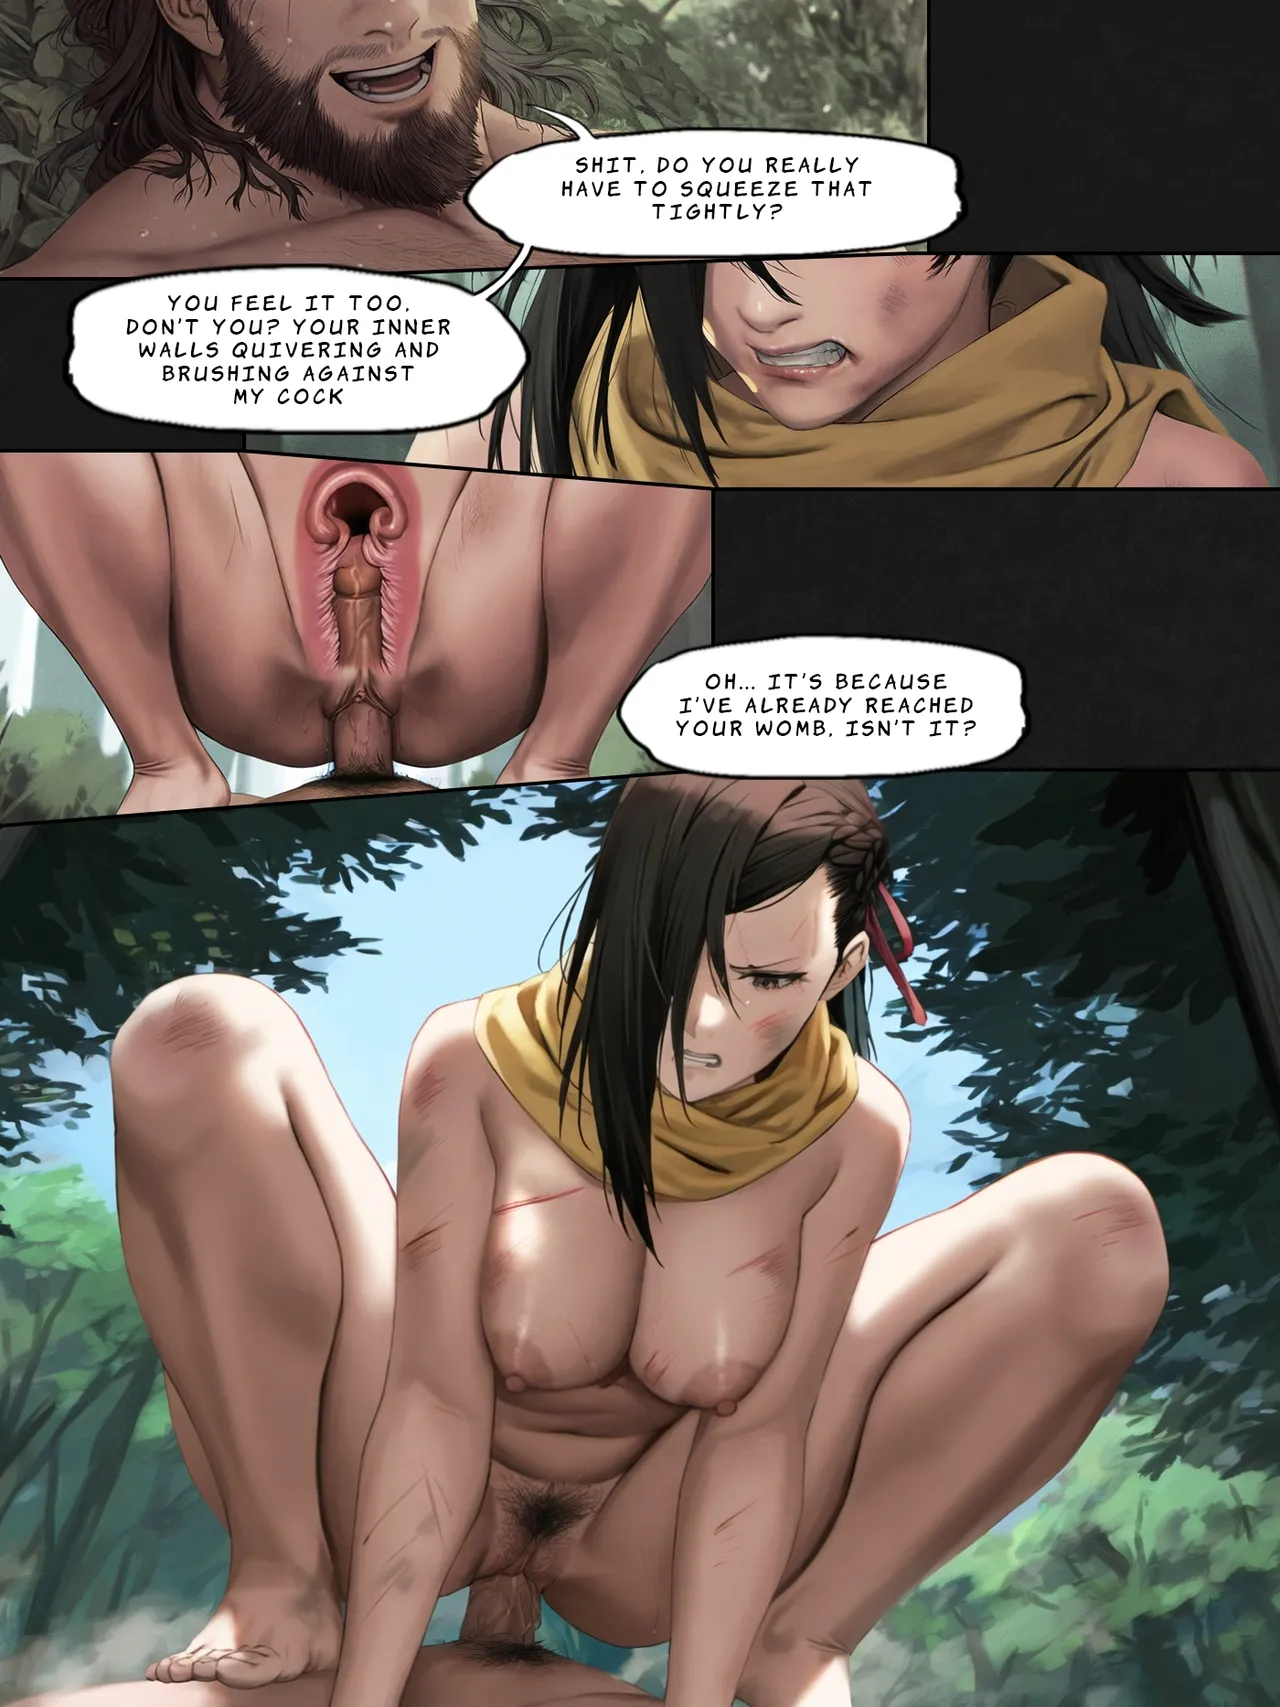 SHIT, DO YOU REALLY
HAVE TO SQUEEZE THAT
TIGHTLY?
YOU FEEL IT TOO,
DON'T YOU? YOUR INNER
WALLS QUIVERING AND
BRUSHING AGAINST
MY COCK
OH... IT'S BECAUSE
I'VE ALREADY REACHED
YOUR WOMB, ISN'T IT?